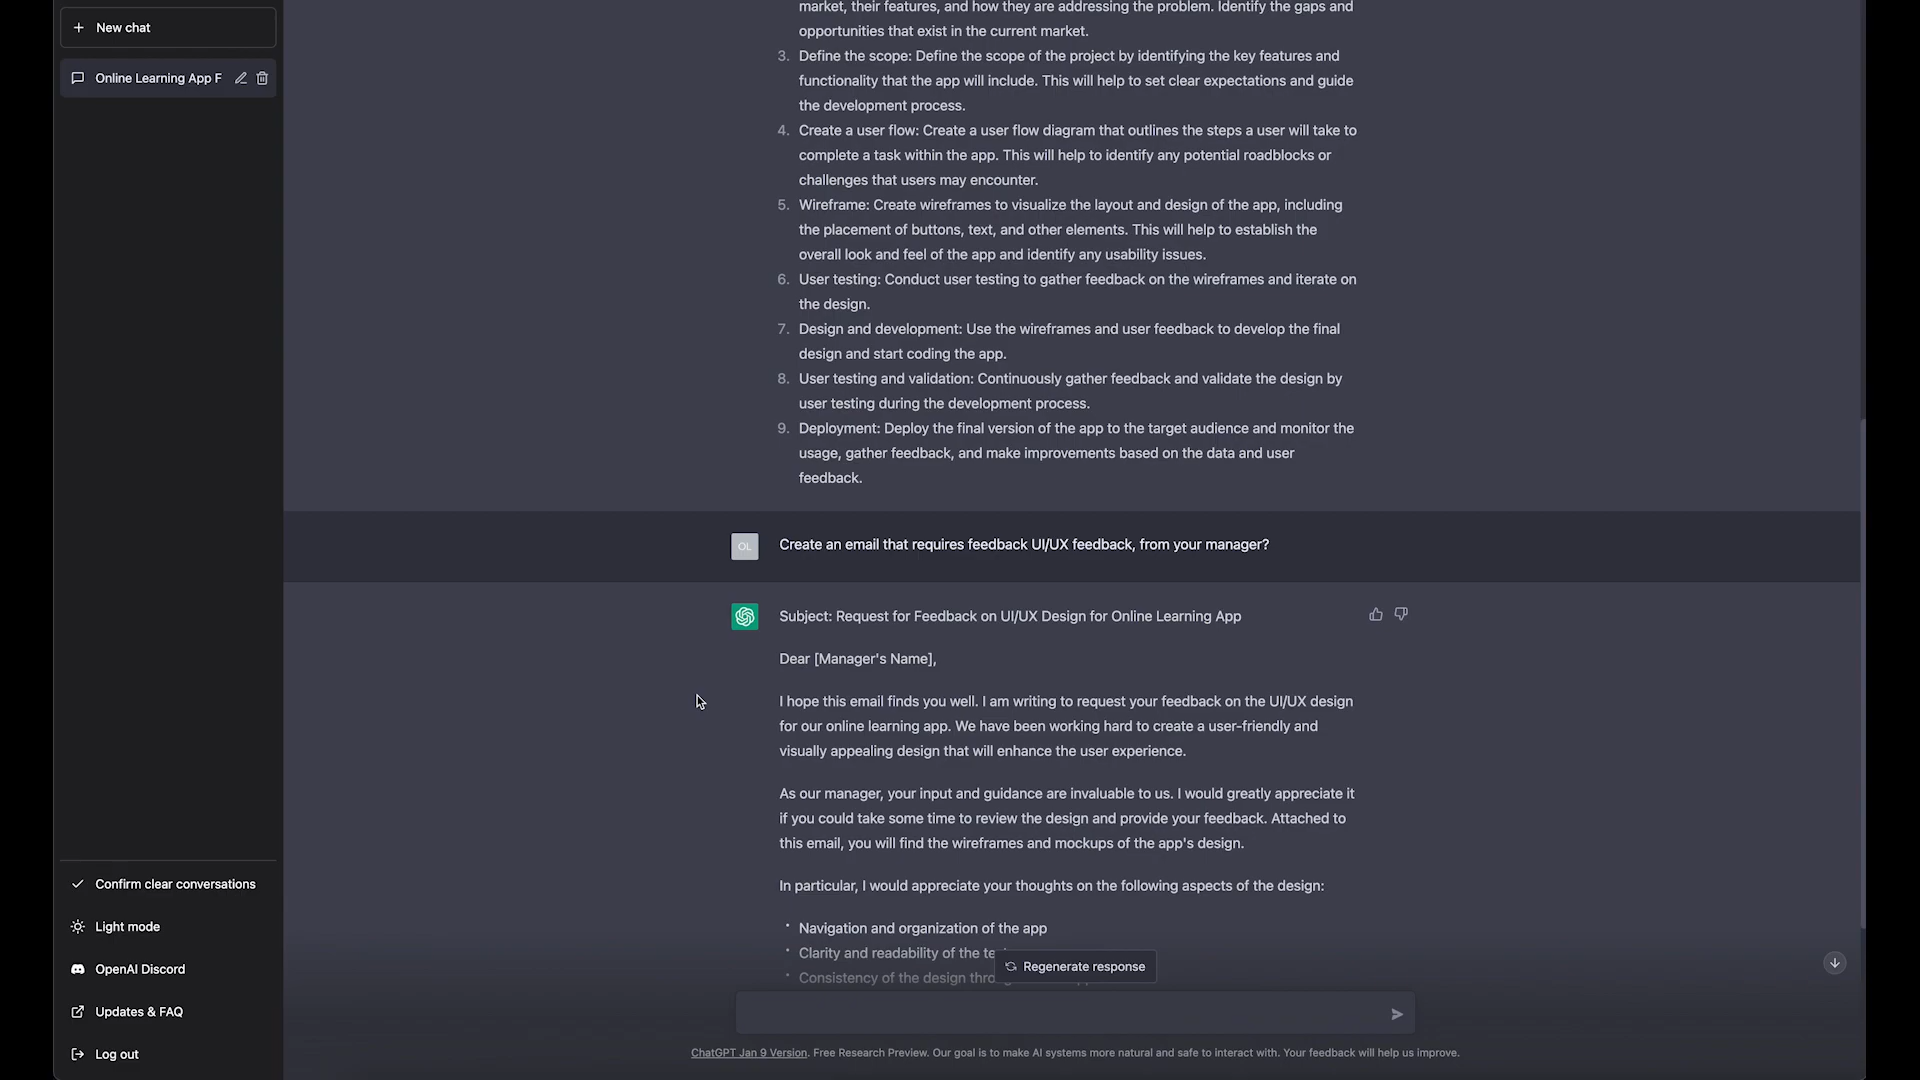 New chat
Online Learning App F
market, their features, and how they are addressing the problem. Identify the gaps and
opportunities that exist in the current market.
3. Define the scope: Define the scope of the project by identifying the key features and
functionality that the app will include. This will help to set clear expectations and guide
the development process.
4. Create a user flow: Create a user flow diagram that outlines the steps a user will take to
complete a task within the app. This will help to identify any potential roadblocks or
challenges that users may encounter.
5. Wireframe: Create wireframes to visualize the layout and design of the app, including
the placement of buttons, text, and other elements. This will help to establish the
overall look and feel of the app and identify any usability issues.
6. User testing: Conduct user testing to gather feedback on the wireframes and iterate on
the design.
7. Design and development: Use the wireframes and user feedback to develop the final
design and start coding the app.
8. User testing and validation: Continuously gather feedback and validate the design by
user testing during the development process.
9. Deployment: Deploy the final version of the app to the target audience and monitor the
usage, gather feedback, and make improvements based on the data and user
feedback.
OL
Create an email that requires feedback UI/UX feedback, from your manager?
Subject: Request for Feedback on UI/UX Design for Online Learning App
Dear [Manager's Name],
I hope this email finds you well. I am writing to request your feedback on the UI/UX design
for our online learning app. We have been working hard to create a user-friendly and
visually appealing design that will enhance the user experience.
As our manager, your input and guidance are invaluable to us. I would greatly appreciate it
if you could take some time to review the design and provide your feedback. Attached to
this email, you will find the wireframes and mockups of the app's design.
In particular, I would appreciate your thoughts on the following aspects of the design:
• Navigation and organization of the app
• Clarity and readability of the
• Consistency of the design
Regenerate response
Confirm clear conversations
Light mode
OpenAI Discord
Updates & FAQ
Log out
ChatGPT Jan 9 Version. Free Research Preview. Our goal is to make AI systems more natural and safe to interact with. Your feedback will help us improve.